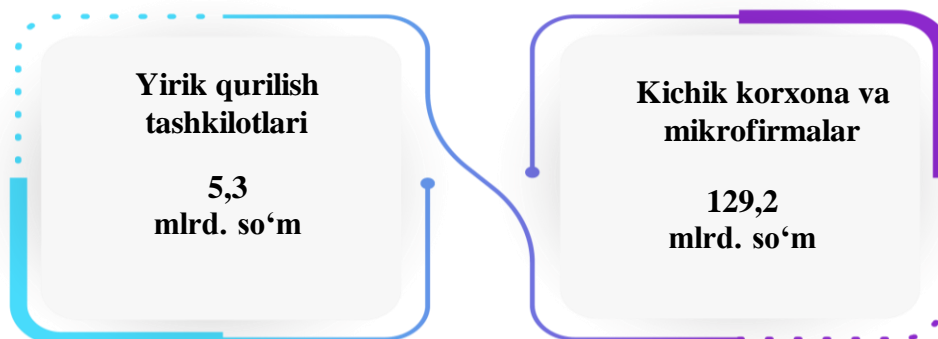 Yirik qurilish
tashkilotlari
5,3
mlrd. so‘m
Kichik korxona va
mikrofirmalar
129,2
mlrd. so‘m